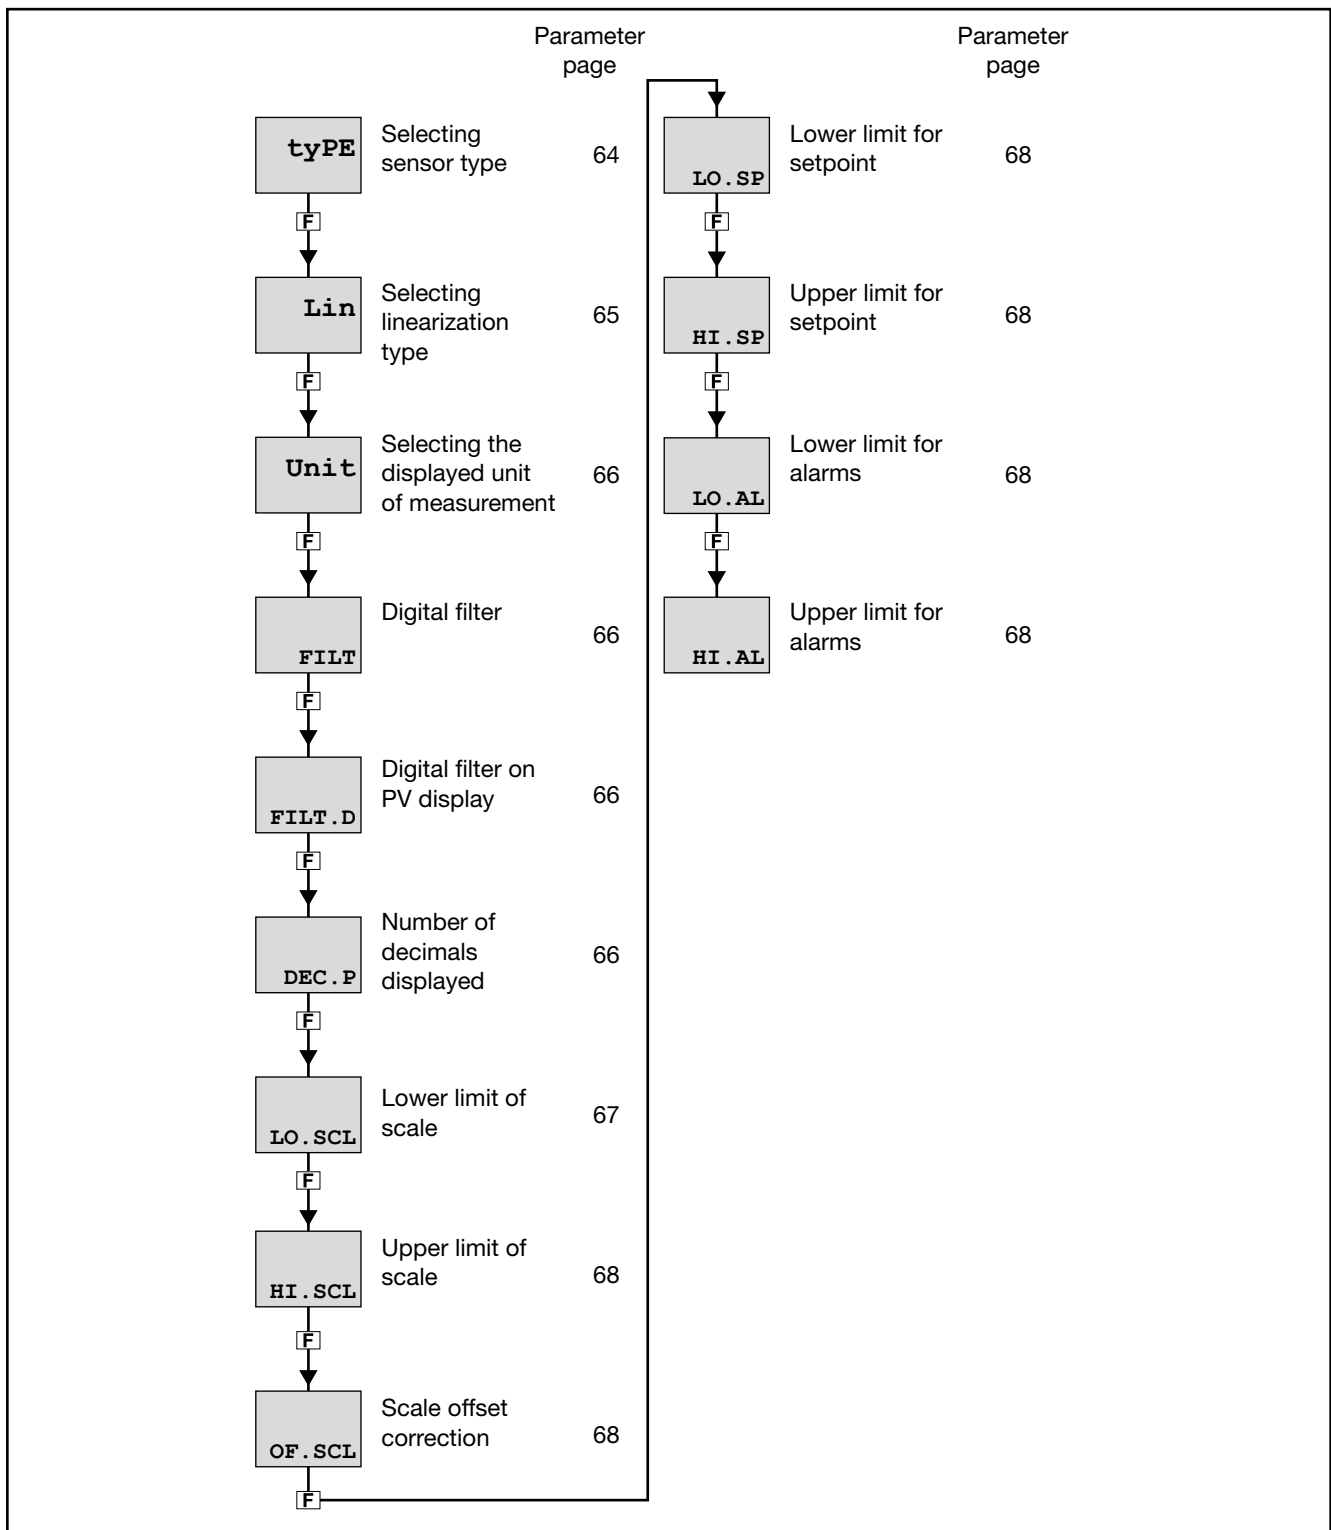 Parameter
page
tyPE
Selecting
sensor type
64
F
Lin
Selecting
linearization
type
65
F
Unit
Selecting the
displayed unit
of measurement
66
F
FILT
Digital filter
66
F
FILT.D
Digital filter on
PV display
66
F
DEC.P
Number of
decimals
displayed
66
F
LO.SCL
Lower limit of
scale
67
F
HI.SCL
Upper limit of
scale
68
F
OF.SCL
Scale offset
correction
68
F
Parameter
page
LO.SP
Lower limit for
setpoint
68
F
HI.SP
Upper limit for
setpoint
68
F
LO.AL
Lower limit for
alarms
68
F
HI.AL
Upper limit for
alarms
68